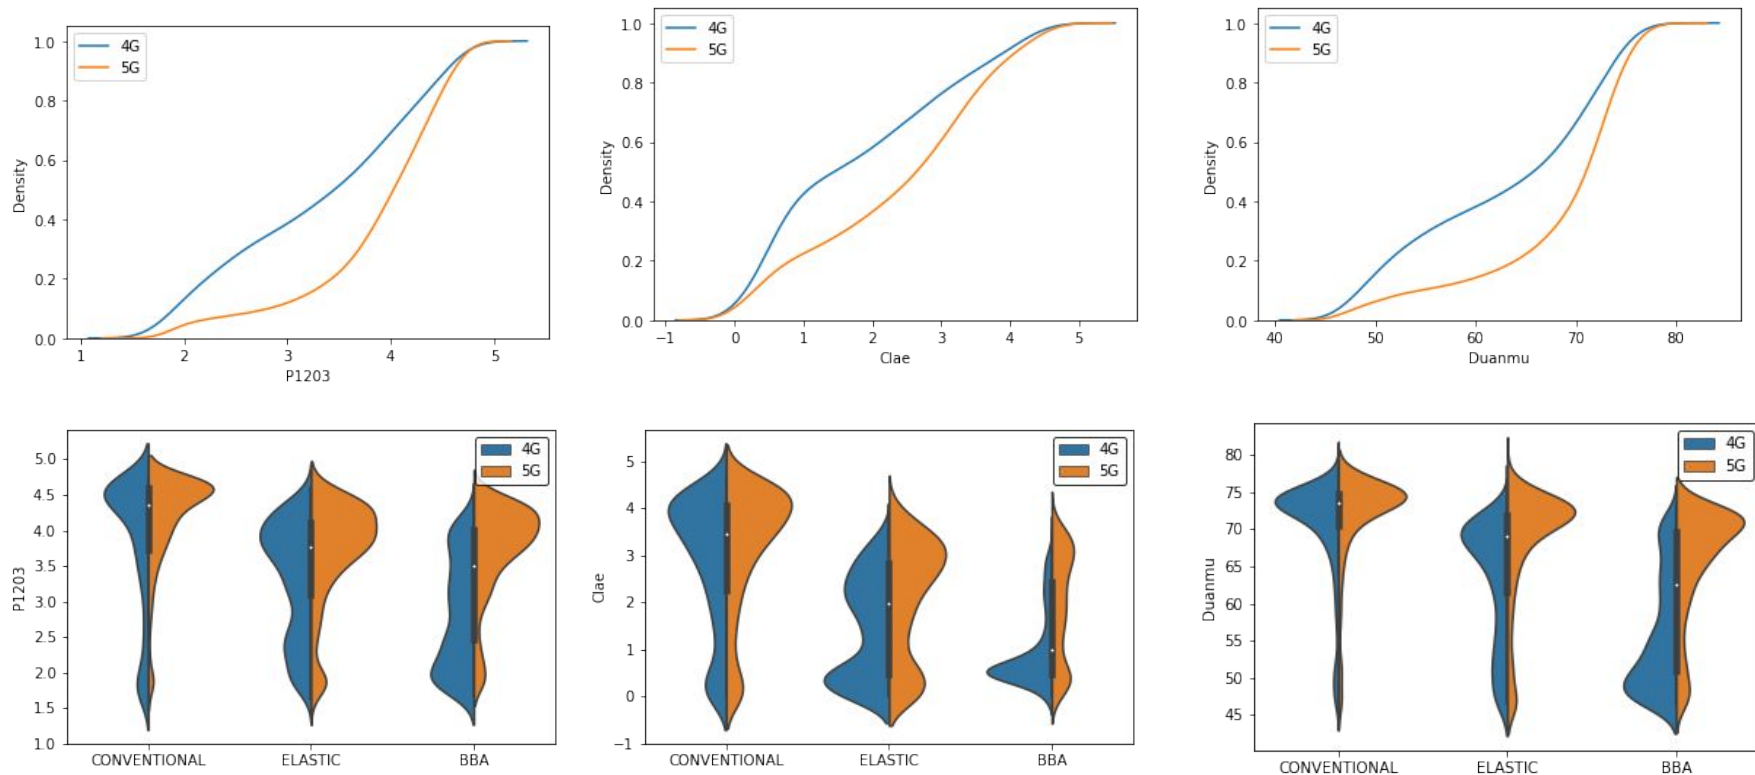 4G
5G
1.0
0.8
0.6
0.4
0.2
0.0
Density
1 2 3 4 5
P1203
4G
5G
1.0
0.8
0.6
0.4
0.2
0.0
Density
−1 0 1 2 3 4 5
Clae
4G
5G
1.0
0.8
0.6
0.4
0.2
0.0
Density
40 50 60 70 80
Duanmu
4G
5G
5.0
4.5
4.0
3.5
3.0
2.5
2.0
1.5
1.0
P1203
CONVENTIONAL ELASTIC BBA
4G
5G
5
4
3
2
1
0
−1
Clae
CONVENTIONAL ELASTIC BBA
4G
5G
80
75
70
65
60
55
50
45
Duanmu
CONVENTIONAL ELASTIC BBA